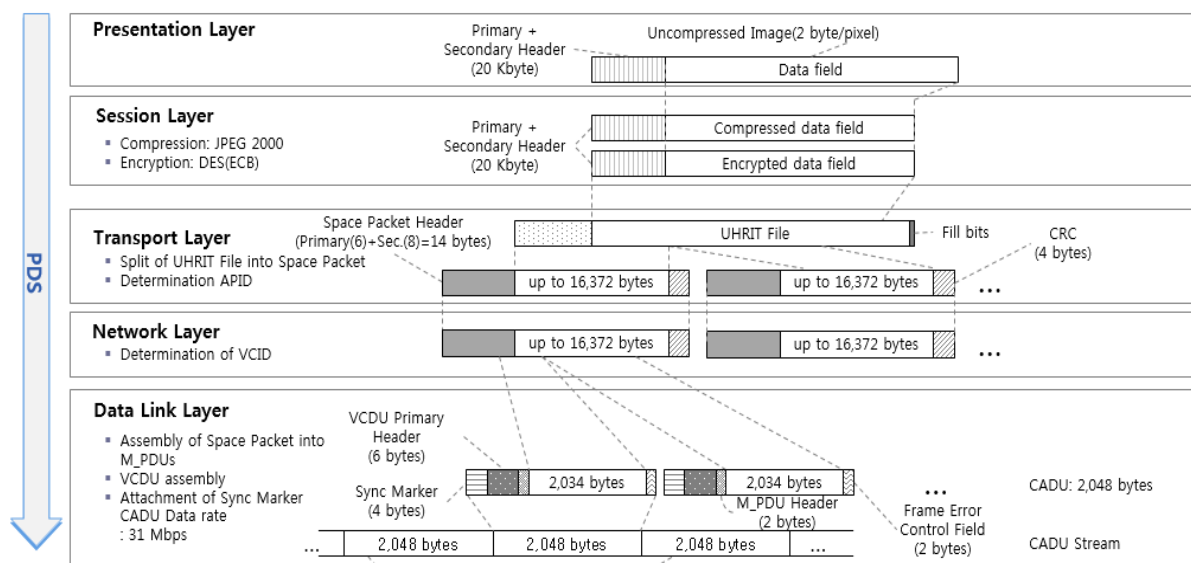 PDS
Presentation Layer
Primary +
Secondary Header
(20 Kbyte)
Uncompressed Image(2 byte/pixel)
Data field
Session Layer
▪ Compression: JPEG 2000
▪ Encryption: DES(ECB)
Primary +
Secondary Header
(20 Kbyte)
Compressed data field
Encrypted data field
Transport Layer
▪ Split of UHRIT File into Space Packet
▪ Determination APID
Space Packet Header
(Primary(6)+Sec.(8)=14 bytes)
UHRIT File
Fill bits
CRC
(4 bytes)
up to 16,372 bytes
up to 16,372 bytes
...
Network Layer
▪ Determination of VCID
up to 16,372 bytes
up to 16,372 bytes
...
Data Link Layer
▪ Assembly of Space Packet into
M_PDUs
▪ VCDU assembly
▪ Attachment of Sync Marker
CADU Data rate
: 31 Mbps
VCDU Primary
Header
(6 bytes)
Sync Marker
(4 bytes)
2,034 bytes
2,034 bytes
M_PDU Header
(2 bytes)
...
Frame Error
Control Field
(2 bytes)
CADU: 2,048 bytes
...
2,048 bytes
2,048 bytes
2,048 bytes
...
CADU Stream